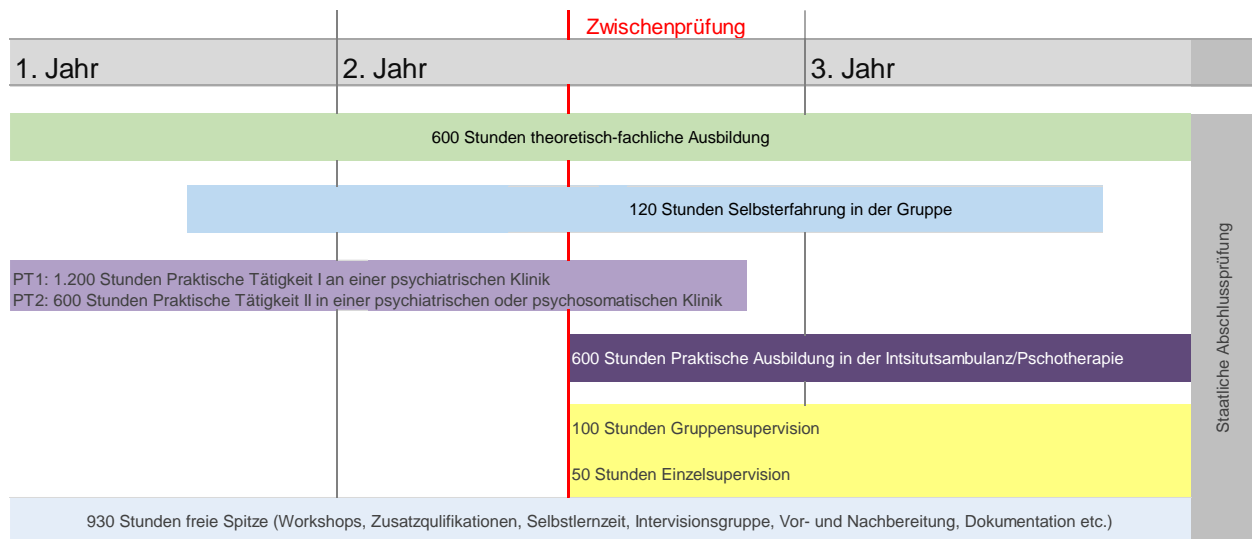 Zwischenprüfung
1. Jahr
2. Jahr
3. Jahr
600 Stunden theoretisch-fachliche Ausbildung
120 Stunden Selbsterfahrung in der Gruppe
PT1: 1.200 Stunden Praktische Tätigkeit I an einer psychiatrischen Klinik
PT2: 600 Stunden Praktische Tätigkeit II in einer psychiatrischen oder psychosomatischen Klinik
600 Stunden Praktische Ausbildung in der Intsitutsambulanz/Pschotherapie
100 Stunden Gruppensupervision
50 Stunden Einzelsupervision
930 Stunden freie Spitze (Workshops, Zusatzqulifikationen, Selbstlernzeit, Intervisionsgruppe, Vor- und Nachbereitung, Dokumentation etc.)
Staatliche Abschlussprüfung